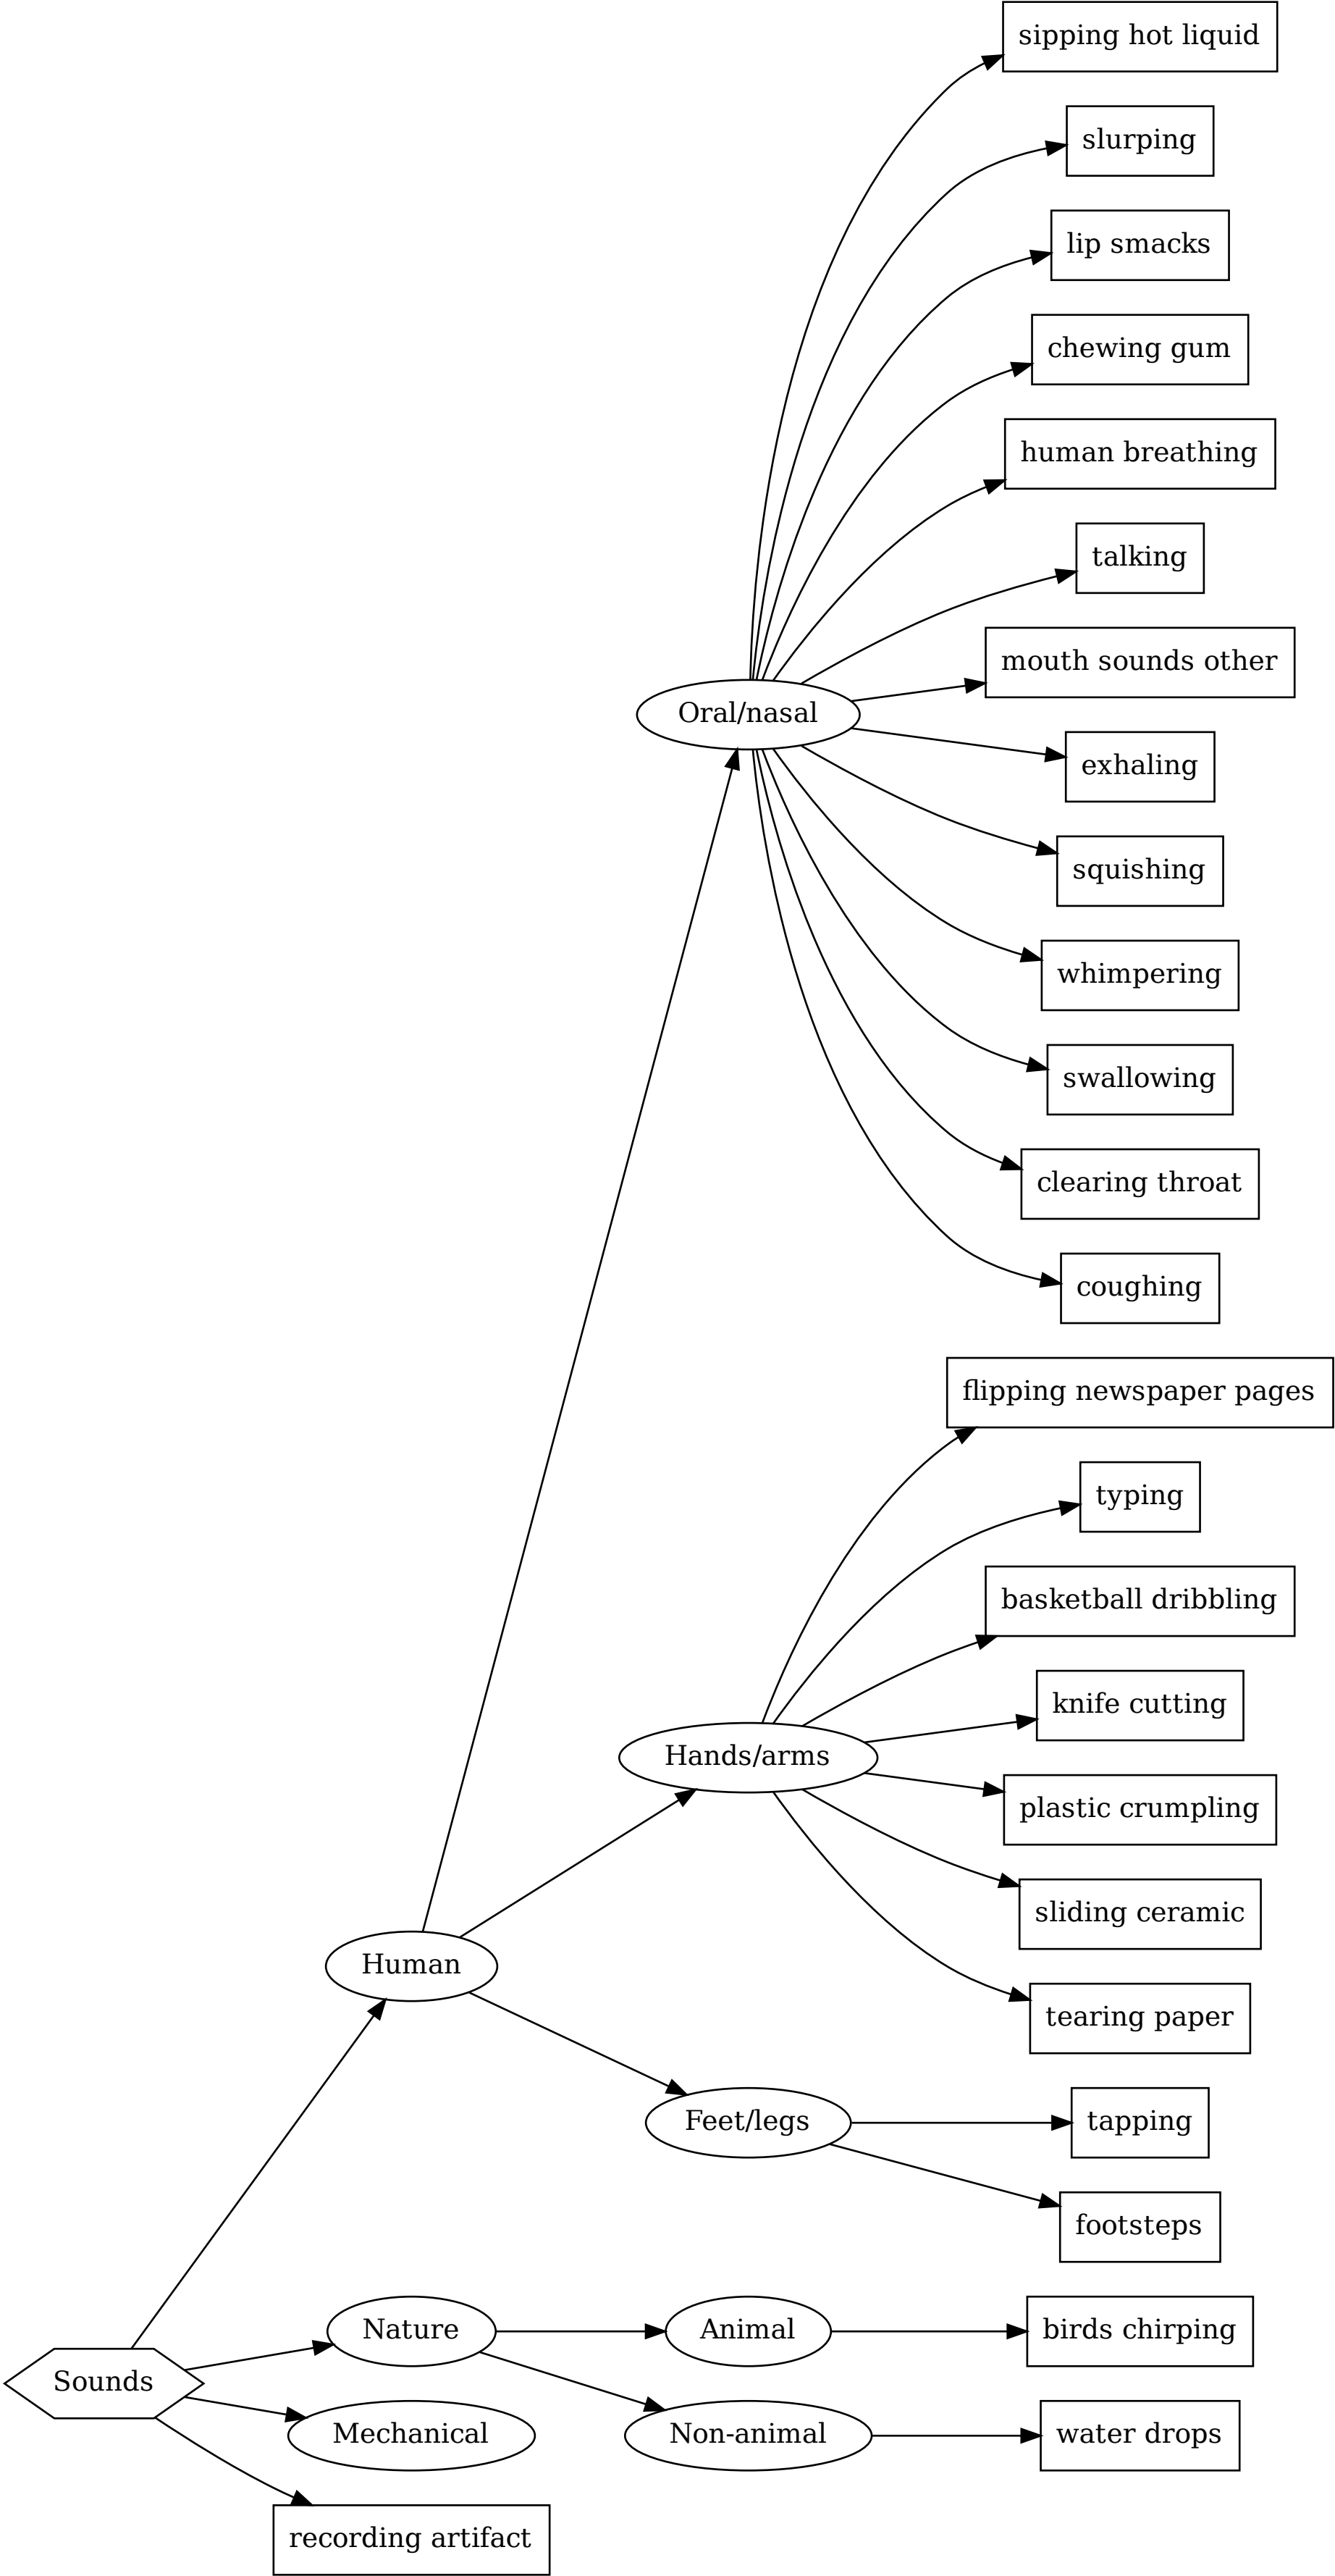 sipping hot liquid
slurping
lip smacks
chewing gum
human breathing
talking
mouth sounds other
Oral/nasal
exhaling
squishing
whimpering
swallowing
clearing throat
coughing
flipping newspaper pages
typing
basketball dribbling
knife cutting
Hands/arms
plastic crumpling
sliding ceramic
Human
tearing paper
Feet/legs
tapping
footsteps
Nature
Animal
birds chirping
Sounds
Mechanical
Non-animal
water drops
recording artifact